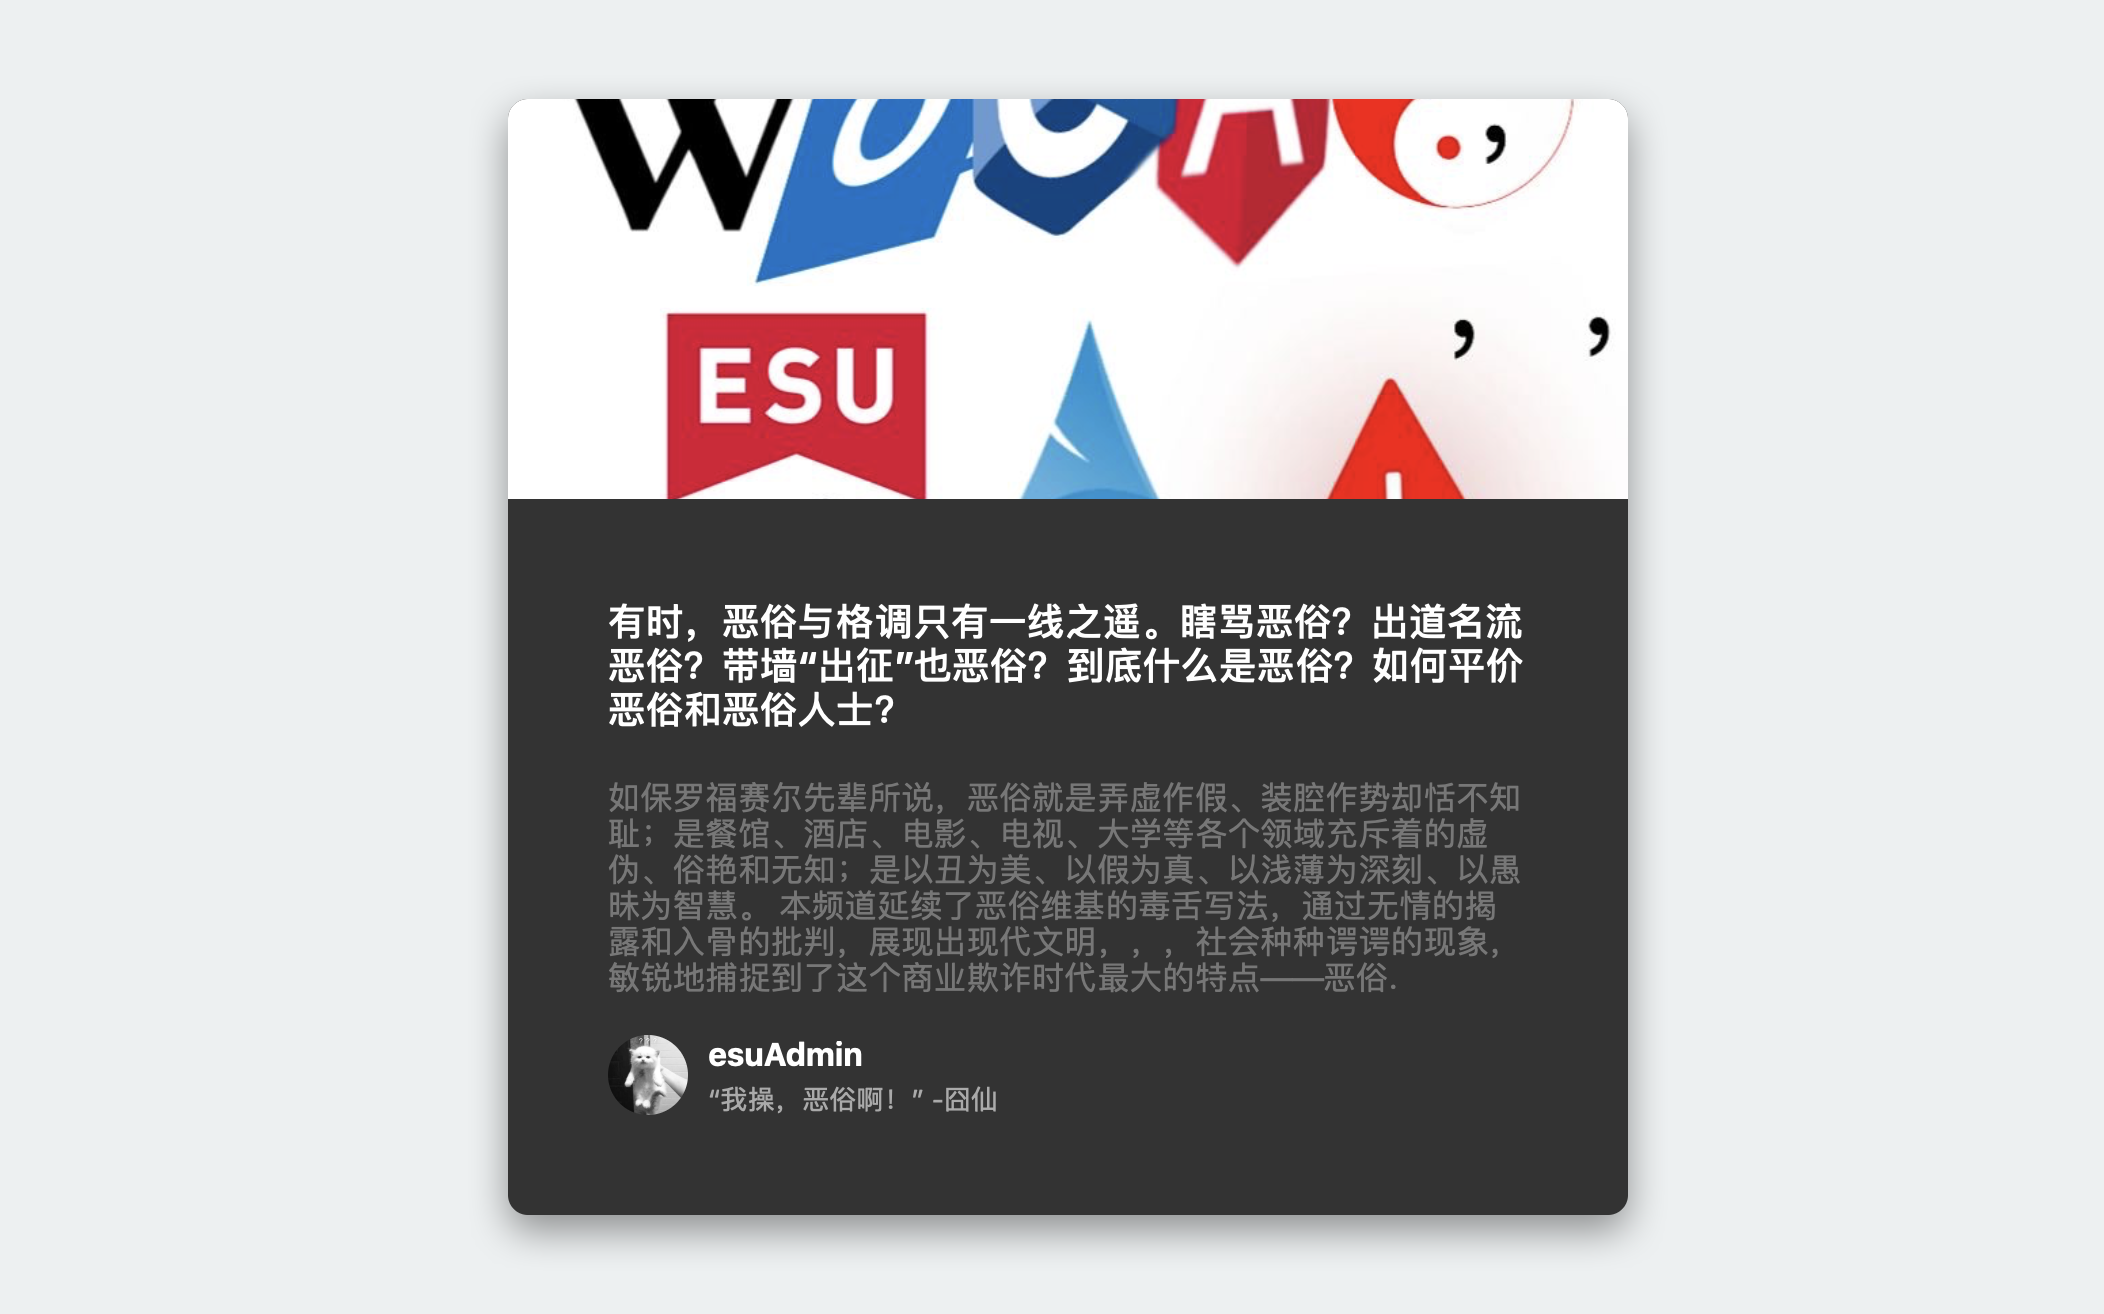 WOCA,
ESU , ,
有时，恶俗与格调只有一线之遥。瞎骂恶俗？出道名流
恶俗？带墙“出征”也恶俗？到底什么是恶俗？如何平价
恶俗和恶俗人士？
如保罗福赛尔先辈所说，恶俗就是弄虚作假、装腔作势却恬不知
耻；是餐馆、酒店、电影、电视、大学等各个领域充斥着的虚
伪、俗艳和无知；是以丑为美、以假为真、以浅薄为深刻、以愚
昧为智慧。 本频道延续了恶俗维基的毒舌写法，通过无情的揭
露和入骨的批判，展现出现代文明，，，社会种种谔谔的现象，
敏锐地捕捉到了这个商业欺诈时代最大的特点——恶俗.
esuAdmin
“我操，恶俗啊！” -囧仙